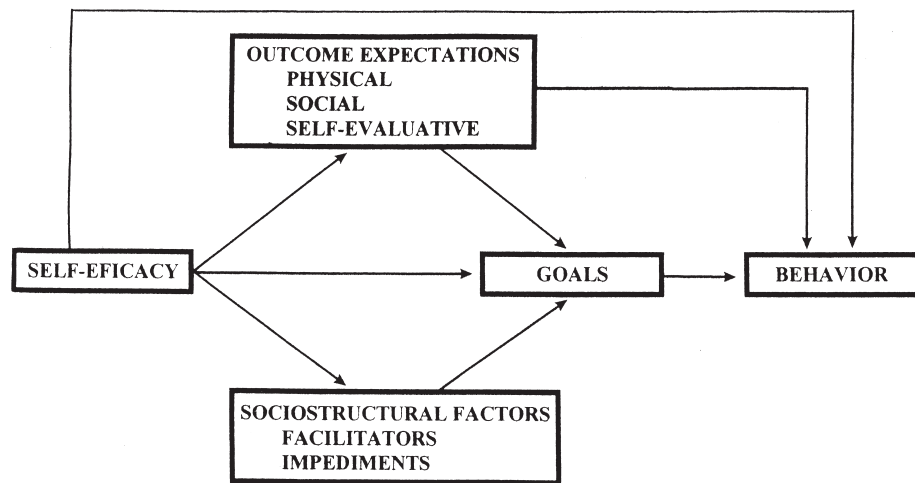 OUTCOME EXPECTATIONS
PHYSICAL
SOCIAL
SELF-EVALUATIVE
SELF-EFICACY
GOALS
BEHAVIOR
SOCIOSTRUCTURAL FACTORS
FACILITATORS
IMPEDIMENTS